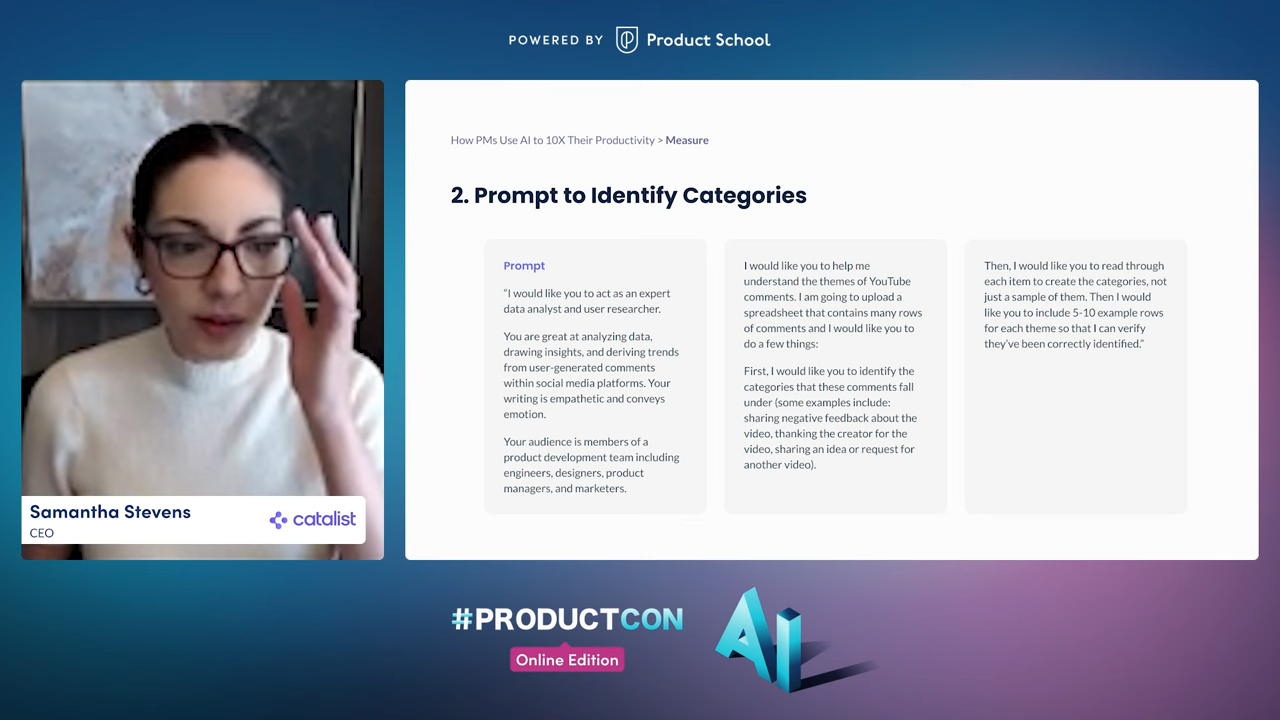 POWERED BY Product School
How PMs Use AI to 10X Their Productivity > Measure
2. Prompt to Identify Categories
Prompt
“I would like you to act as an expert
data analyst and user researcher.
You are great at analyzing data,
drawing insights, and deriving trends
from user-generated comments
within social media platforms. Your
writing is empathetic and conveys
emotion.
Your audience is members of a
product development team including
engineers, designers, product
managers, and marketers.
I would like you to help me
understand the themes of YouTube
comments. I am going to upload a
spreadsheet that contains many rows
of comments and I would like you to
do a few things:
First, I would like you to identify the
categories that these comments fall
under (some examples include:
sharing negative feedback about the
video, thanking the creator for the
video, sharing an idea or request for
another video).
Then, I would like you to read through
each item to create the categories, not
just a sample of them. Then I would
like you to include 5-10 example rows
for each theme so that I can verify
they’ve been correctly identified.”
Samantha Stevens
CEO
catalist
#PRODUCTCON
Online Edition
AI